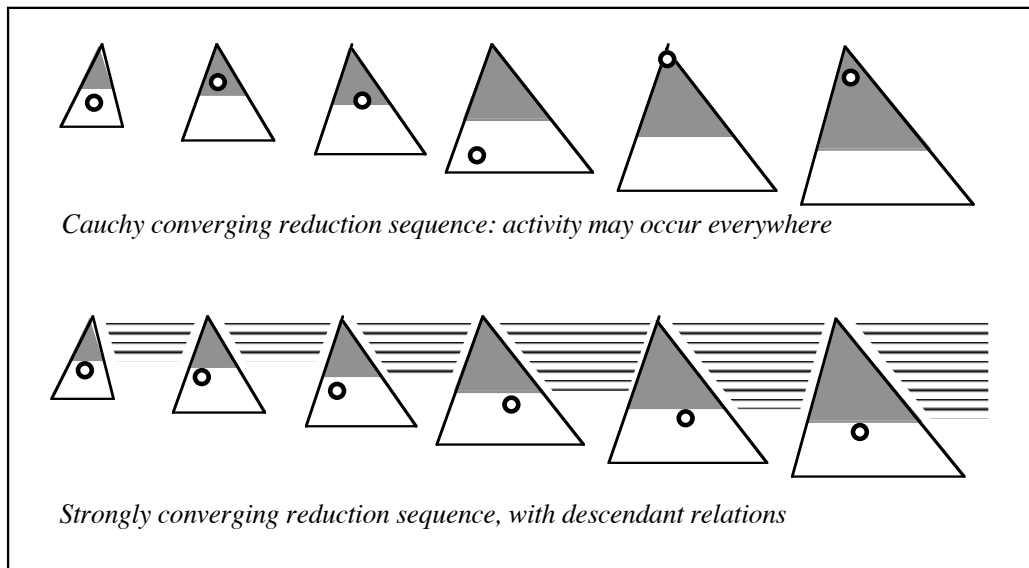 Cauchy converging reduction sequence: activity may occur everywhere
Strongly converging reduction sequence, with descendant relations